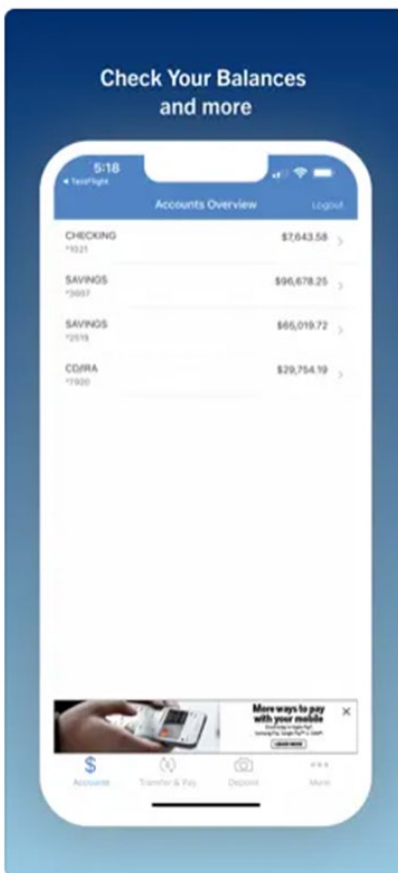 Check Your Balances
and more
5:18
◄ TestFlight
Accounts Overview
Logout
CHECKING
$7,643.58
*1021
SAVINGS
$96,678.25
*3667
SAVINGS
$65,019.72
*2519
CD/IRA
$29,754.19
*7920
More ways to pay
with your mobile
LEARN MORE
Accounts
Transfer & Pay
Deposit
More